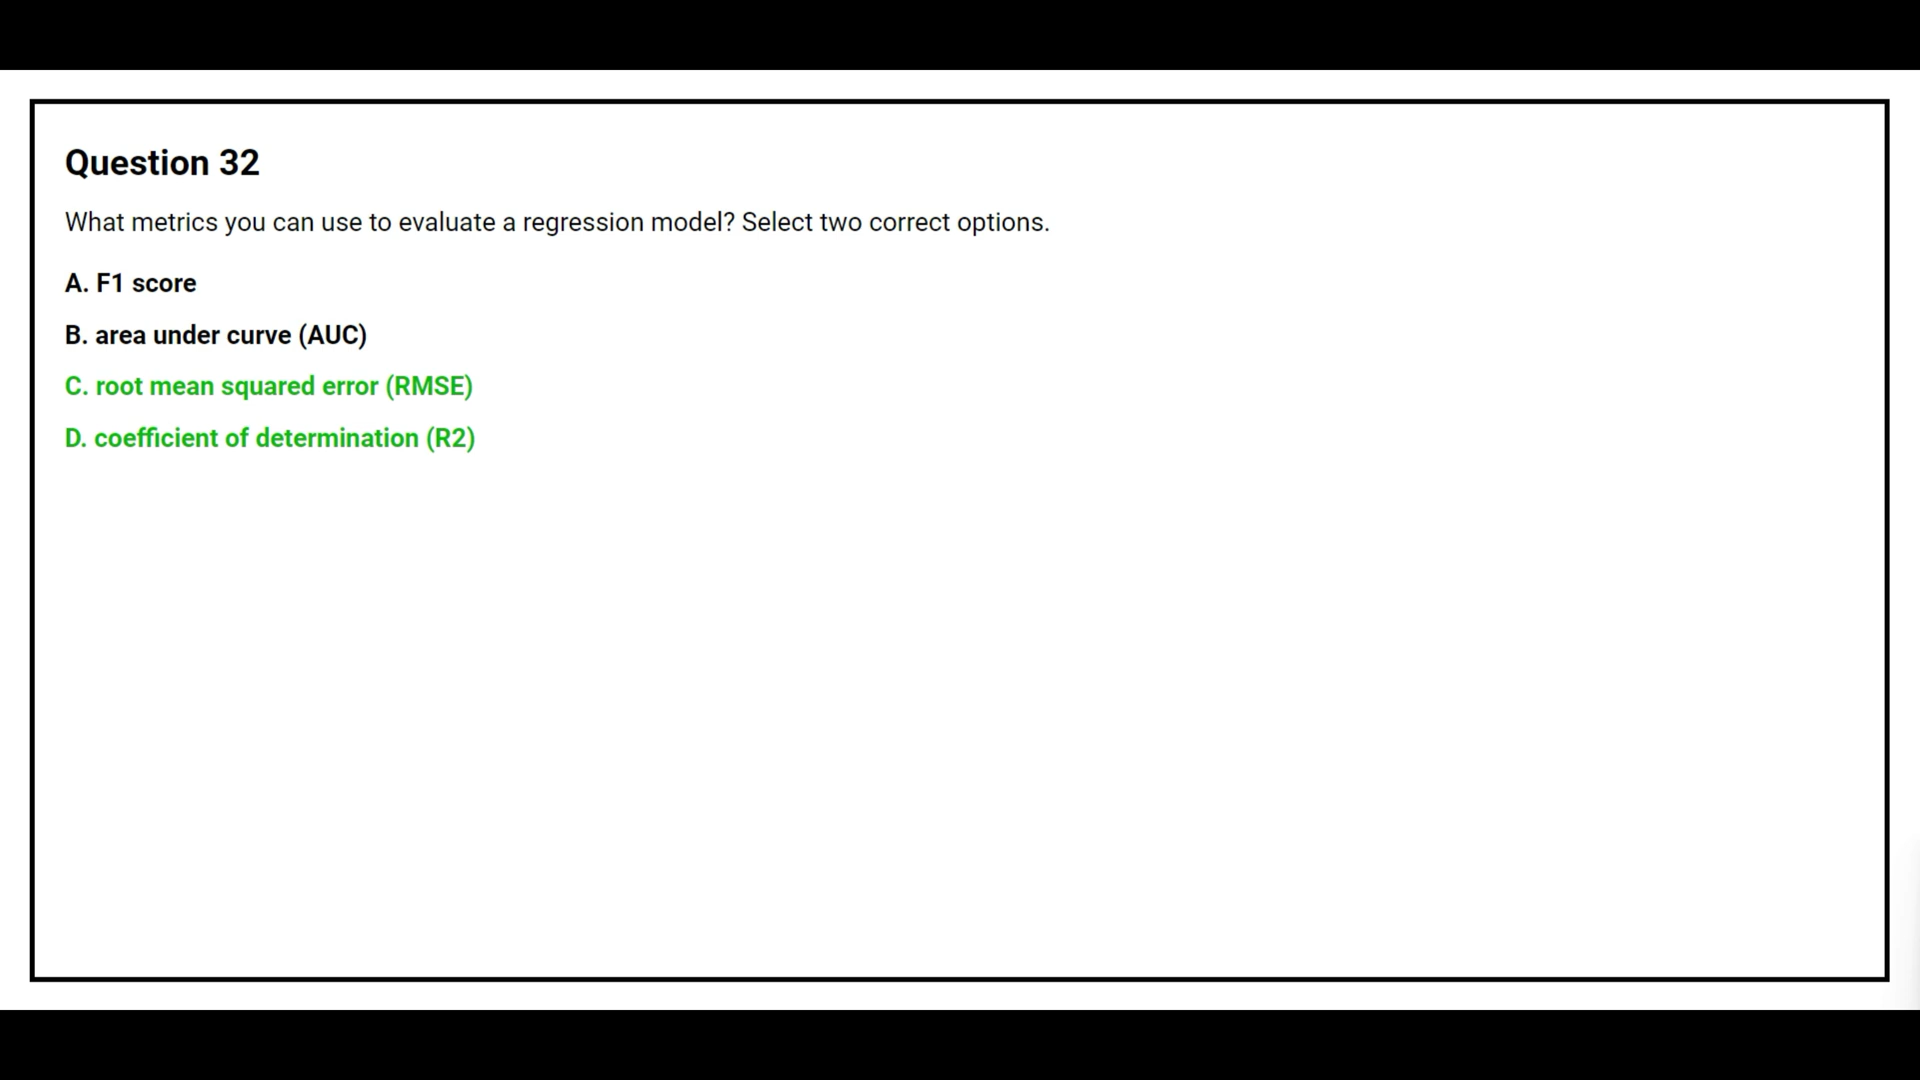 Question 32
What metrics you can use to evaluate a regression model? Select two correct options.
A. F1 score
B. area under curve (AUC)
C. root mean squared error (RMSE)
D. coefficient of determination (R2)